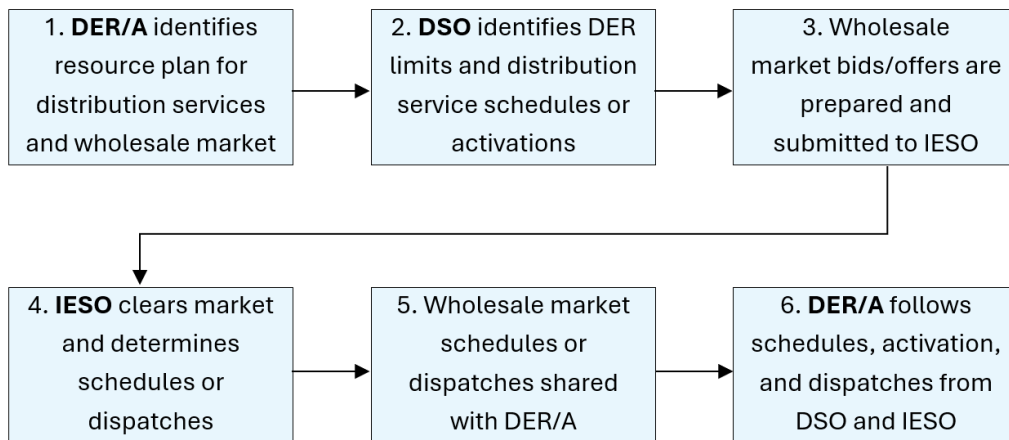 1. DER/A identifies
resource plan for
distribution services
and wholesale market
2. DSO identifies DER
limits and distribution
service schedules or
activations
3. Wholesale
market bids/offers are
prepared and
submitted to IESO
4. IESO clears market
and determines
schedules or
dispatches
5. Wholesale market
schedules or
dispatches shared
with DER/A
6. DER/A follows
schedules, activation,
and dispatches from
DSO and IESO